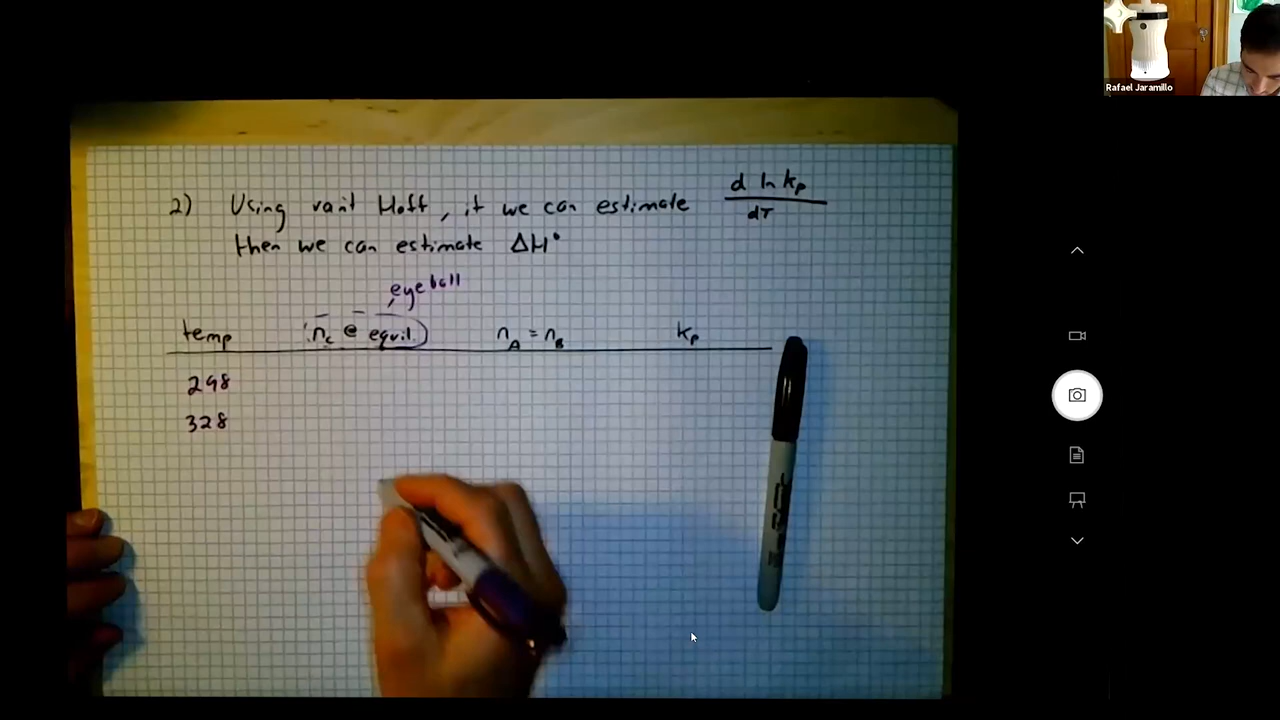 Rafael Jaramillo
2) Using van't Hoff, if we can estimate d ln Kp / dT
then we can estimate ΔH°
eyeball
temp nc @ equil. nA = nB Kp
298
328